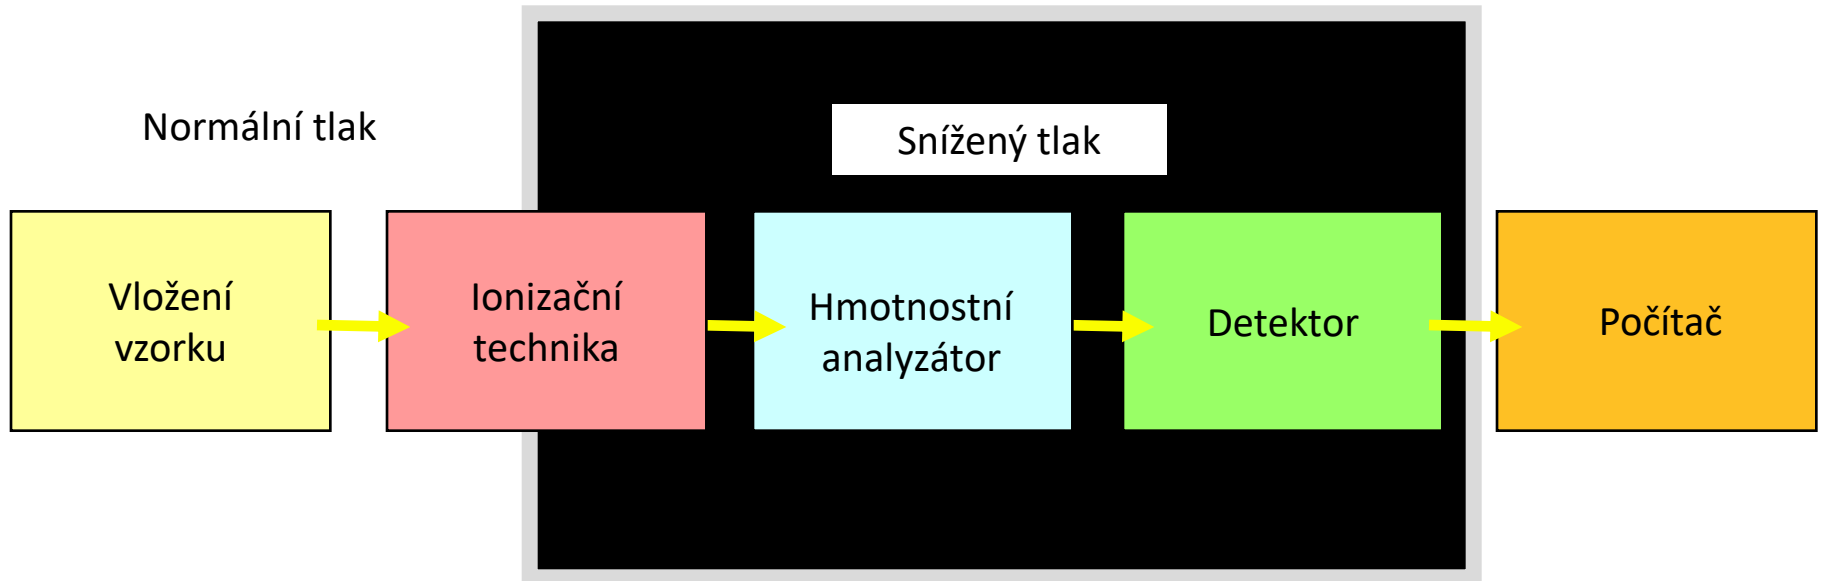 Normální tlak
Snížený tlak
Vložení
vzorku
Ionizační
technika
Hmotnostní
analyzátor
Detektor
Počítač